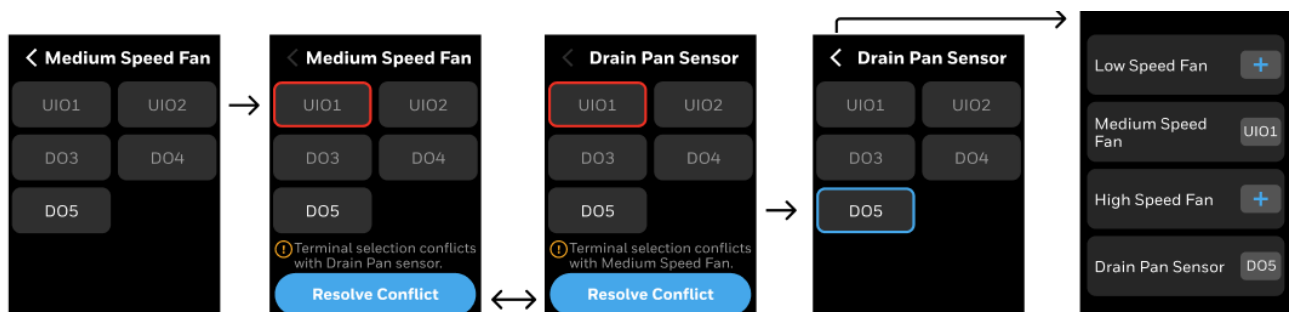 Medium Speed Fan
UIO1
UIO2
DO3
DO4
DO5
Medium Speed Fan
UIO1
UIO2
DO3
DO4
DO5
Terminal selection conflicts
with Drain Pan sensor.
Resolve Conflict
Drain Pan Sensor
UIO1
UIO2
DO3
DO4
DO5
Terminal selection conflicts
with Medium Speed Fan.
Resolve Conflict
Drain Pan Sensor
UIO1
UIO2
DO3
DO4
DO5
Low Speed Fan
+
Medium Speed
Fan
UIO1
High Speed Fan
+
Drain Pan Sensor
DO5